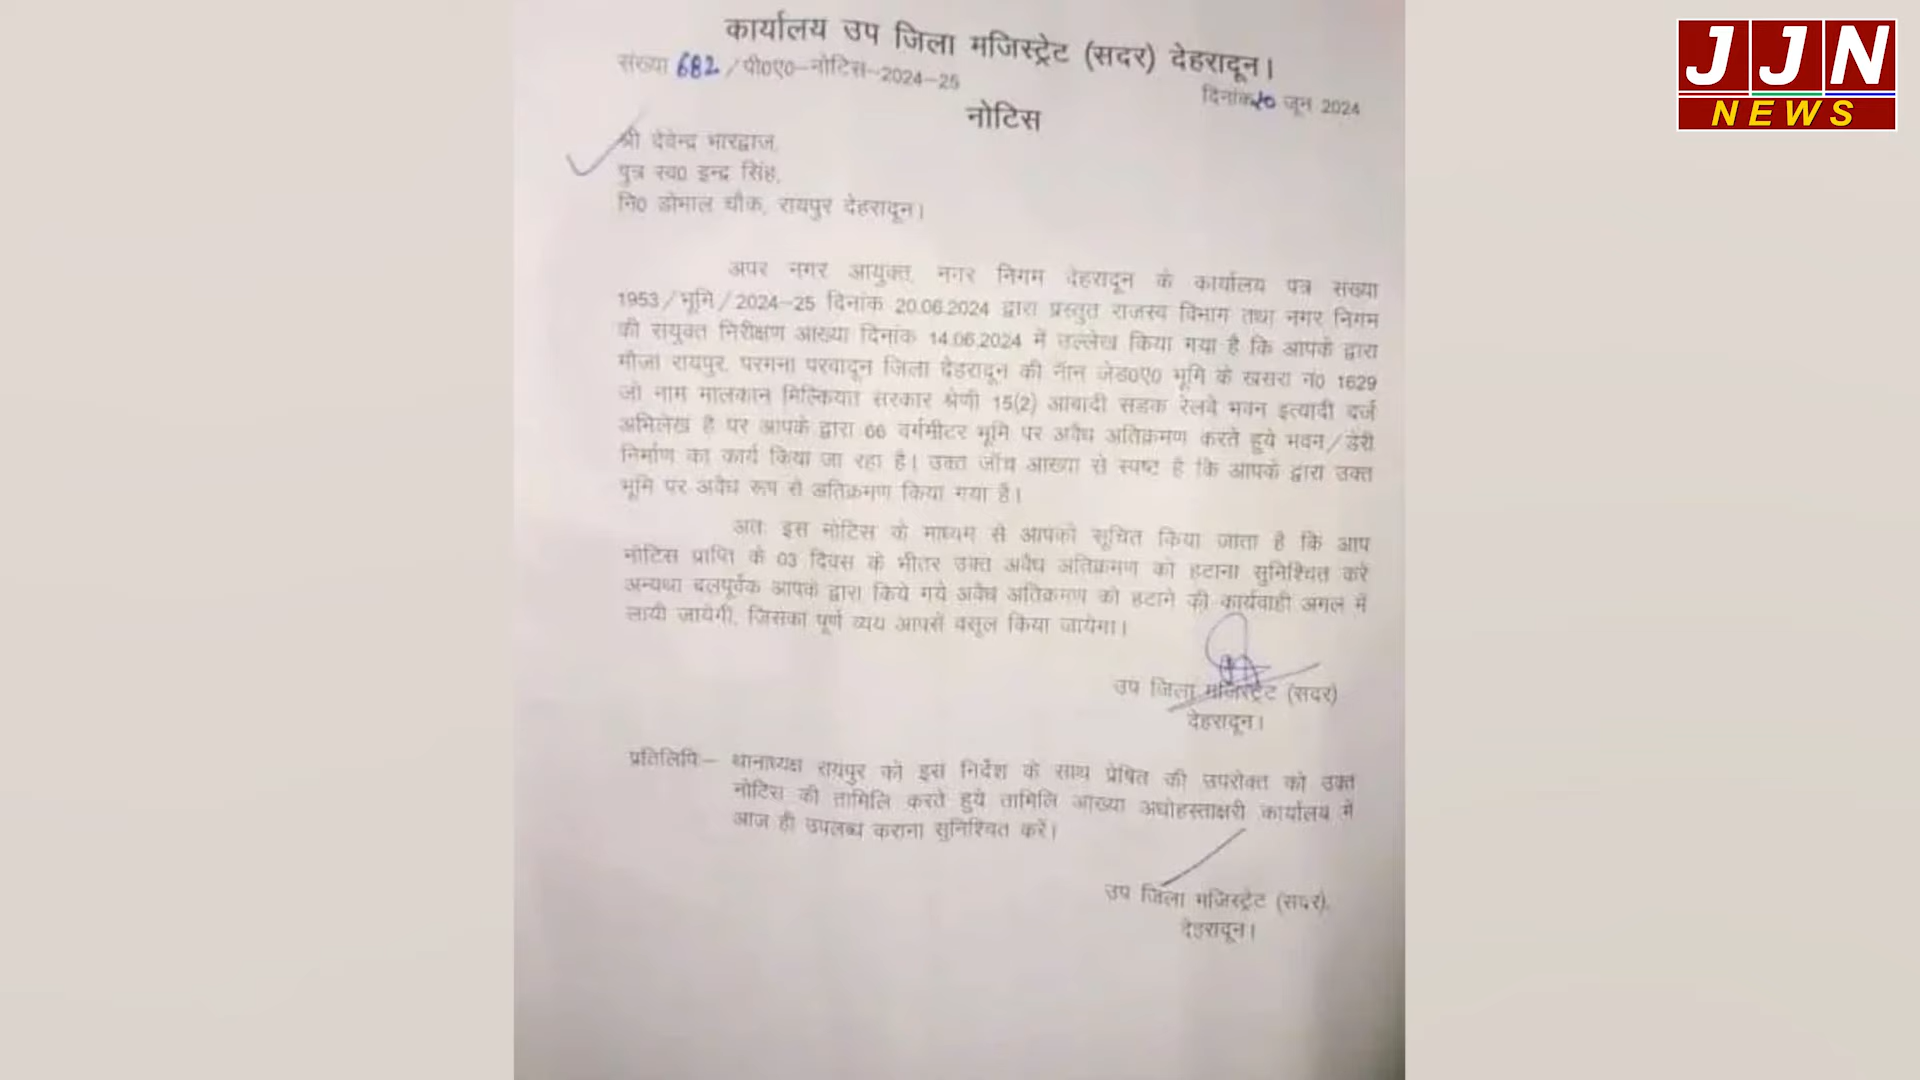 कार्यालय उप जिला मजिस्ट्रेट (सदर) देहरादून।
संख्या 682 /पी0ए0-नोटिस-2024-25
दिनांक 20 जून 2024
नोटिस
श्री देवेन्द्र भारद्वाज,
पुत्र स्व0 इन्द्र सिंह,
नि0 डोभाल चौक, रायपुर देहरादून।
अपर नगर आयुक्त, नगर निगम देहरादून के कार्यालय पत्र संख्या
1953/भूमि/2024-25 दिनांक 20.06.2024 द्वारा प्रस्तुत राजस्व विभाग तथा नगर निगम
की संयुक्त निरीक्षण आख्या दिनांक 14.06.2024 में उल्लेख किया गया है कि आपके द्वारा
मौजा रायपुर, परगना परवादून जिला देहरादून की नॉन जेड0ए0 भूमि के खसरा नं0 1629
जो नाम मालकान मिल्कियत सरकार श्रेणी 15(2) आबादी सडक रेलवे भवन इत्यादी दर्ज
अभिलेख है पर आपके द्वारा 66 वर्गमीटर भूमि पर अवैध अतिक्रमण करते हुये भवन/डेरी
निर्माण का कार्य किया जा रहा है। उक्त जॉच आख्या से स्पष्ट है कि आपके द्वारा उक्त
भूमि पर अवैध रूप से अतिक्रमण किया गया है।
अतः इस नोटिस के माध्यम से आपको सूचित किया जाता है कि आप
नोटिस प्राप्ति के 03 दिवस के भीतर उक्त अवैध अतिक्रमण को हटाना सुनिश्चित करें
अन्यथा बलपूर्वक आपके द्वारा किये गये अवैध अतिक्रमण को हटाने की कार्यवाही अमल में
लायी जायेगी, जिसका पूर्ण व्यय आपसे वसूल किया जायेगा।
उप जिला मजिस्ट्रेट (सदर)
देहरादून।
प्रतिलिपि:- थानाध्यक्ष रायपुर को इस निर्देश के साथ प्रेषित की उपरोक्त को उक्त
नोटिस की तामिलि करते हुये तामिलि आख्या अधोहस्ताक्षरी कार्यालय में
आज ही उपलब्ध कराना सुनिश्चित करें।
उप जिला मजिस्ट्रेट (सदर),
देहरादून।
JJN
NEWS